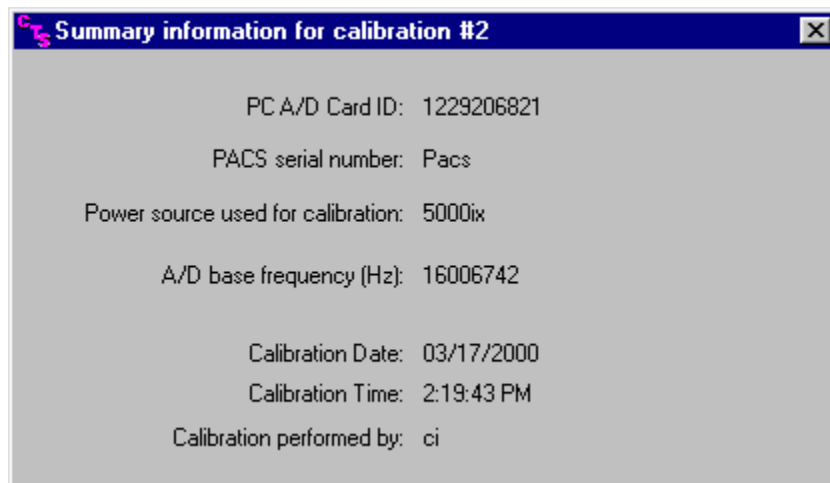 CTS Summary information for calibration #2
PC A/D Card ID: 1229206821
PACS serial number: Pacs
Power source used for calibration: 5000ix
A/D base frequency (Hz): 16006742
Calibration Date: 03/17/2000
Calibration Time: 2:19:43 PM
Calibration performed by: ci